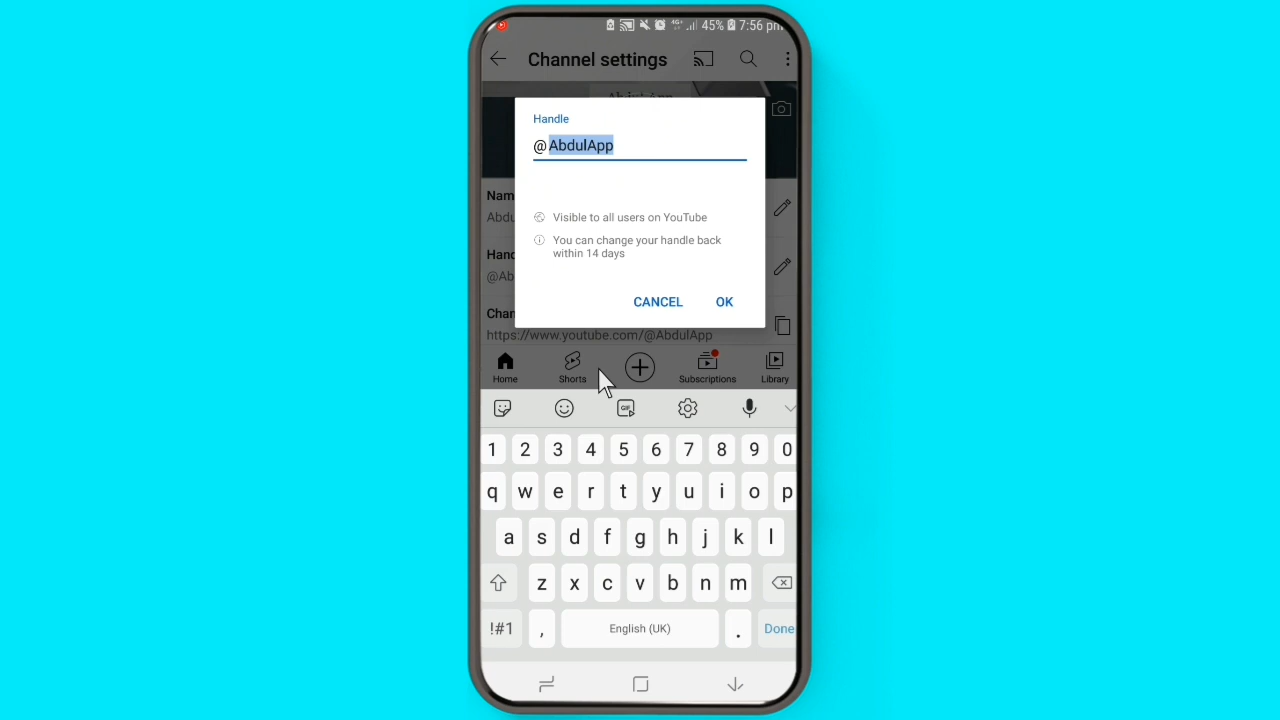 45% 7:56 pm
Channel settings
Handle
@AbdulApp
Nam
Abdu
Visible to all users on YouTube
You can change your handle back
within 14 days
Hand
@Ab
CANCEL OK
Chan
https://www.youtube.com/@AbdulApp
Home Shorts Subscriptions Library
GIF
1 2 3 4 5 6 7 8 9 0
q w e r t y u i o p
a s d f g h j k l
z x c v b n m
!#1 , English (UK) . Done